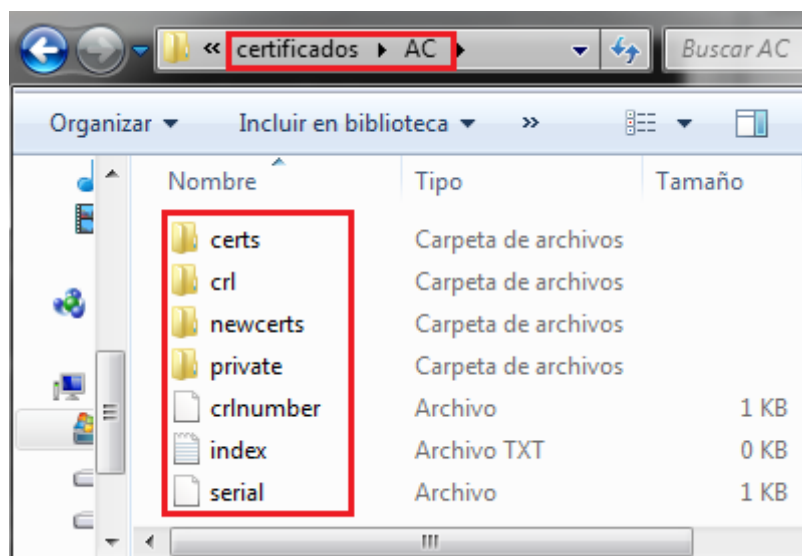 « certificados ▸ AC ▸ Buscar AC
Organizar ▼ Incluir en biblioteca ▼ »
Nombre Tipo Tamaño
certs Carpeta de archivos
crl Carpeta de archivos
newcerts Carpeta de archivos
private Carpeta de archivos
crlnumber Archivo 1 KB
index Archivo TXT 0 KB
serial Archivo 1 KB